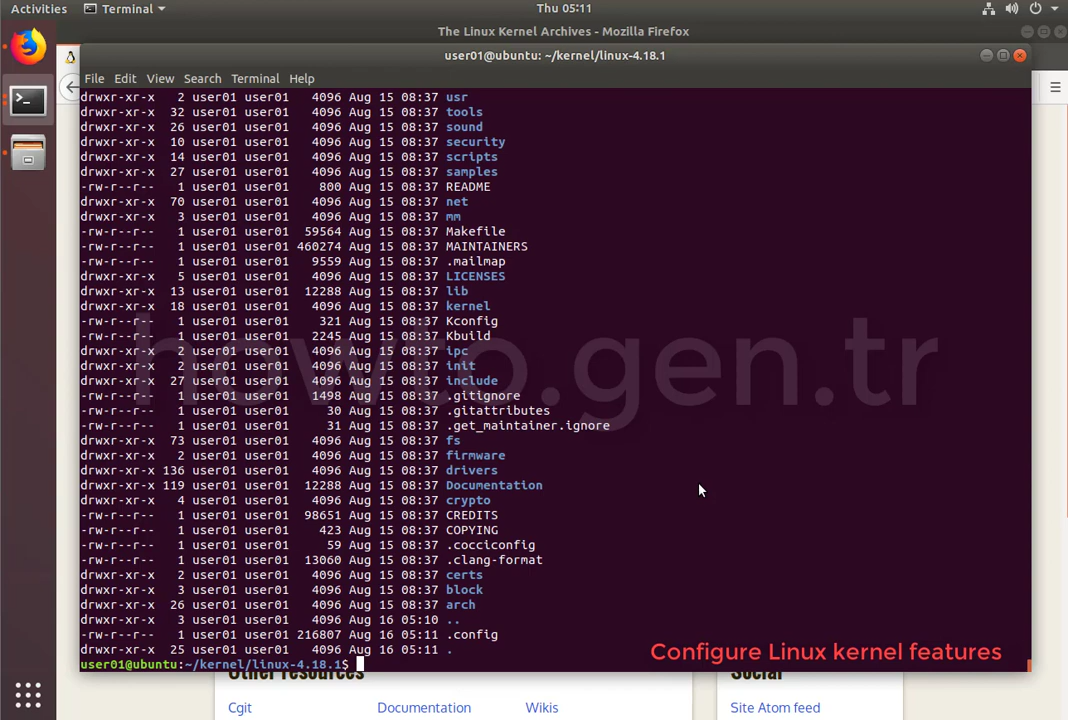 Activities Terminal Thu 05:11
The Linux Kernel Archives - Mozilla Firefox
user01@ubuntu: ~/kernel/linux-4.18.1
File Edit View Search Terminal Help
drwxr-xr-x 2 user01 user01 4096 Aug 15 08:37 usr
drwxr-xr-x 32 user01 user01 4096 Aug 15 08:37 tools
drwxr-xr-x 26 user01 user01 4096 Aug 15 08:37 sound
drwxr-xr-x 10 user01 user01 4096 Aug 15 08:37 security
drwxr-xr-x 14 user01 user01 4096 Aug 15 08:37 scripts
drwxr-xr-x 27 user01 user01 4096 Aug 15 08:37 samples
-rw-r--r-- 1 user01 user01 800 Aug 15 08:37 README
drwxr-xr-x 70 user01 user01 4096 Aug 15 08:37 net
drwxr-xr-x 3 user01 user01 4096 Aug 15 08:37 mm
-rw-r--r-- 1 user01 user01 59564 Aug 15 08:37 Makefile
-rw-r--r-- 1 user01 user01 460274 Aug 15 08:37 MAINTAINERS
-rw-r--r-- 1 user01 user01 9559 Aug 15 08:37 .mailmap
drwxr-xr-x 5 user01 user01 4096 Aug 15 08:37 LICENSES
drwxr-xr-x 13 user01 user01 12288 Aug 15 08:37 lib
drwxr-xr-x 18 user01 user01 4096 Aug 15 08:37 kernel
-rw-r--r-- 1 user01 user01 321 Aug 15 08:37 Kconfig
-rw-r--r-- 1 user01 user01 2245 Aug 15 08:37 Kbuild
drwxr-xr-x 2 user01 user01 4096 Aug 15 08:37 ipc
drwxr-xr-x 2 user01 user01 4096 Aug 15 08:37 init
drwxr-xr-x 27 user01 user01 4096 Aug 15 08:37 include
-rw-r--r-- 1 user01 user01 1498 Aug 15 08:37 .gitignore
-rw-r--r-- 1 user01 user01 30 Aug 15 08:37 .gitattributes
-rw-r--r-- 1 user01 user01 31 Aug 15 08:37 .get_maintainer.ignore
drwxr-xr-x 73 user01 user01 4096 Aug 15 08:37 fs
drwxr-xr-x 2 user01 user01 4096 Aug 15 08:37 firmware
drwxr-xr-x 136 user01 user01 4096 Aug 15 08:37 drivers
drwxr-xr-x 119 user01 user01 12288 Aug 15 08:37 Documentation
drwxr-xr-x 4 user01 user01 4096 Aug 15 08:37 crypto
-rw-r--r-- 1 user01 user01 98651 Aug 15 08:37 CREDITS
-rw-r--r-- 1 user01 user01 423 Aug 15 08:37 COPYING
-rw-r--r-- 1 user01 user01 59 Aug 15 08:37 .cocciconfig
-rw-r--r-- 1 user01 user01 13060 Aug 15 08:37 .clang-format
drwxr-xr-x 2 user01 user01 4096 Aug 15 08:37 certs
drwxr-xr-x 2 user01 user01 4096 Aug 15 08:37 block
drwxr-xr-x 26 user01 user01 4096 Aug 15 08:37 arch
drwxr-xr-x 3 user01 user01 4096 Aug 16 05:10 ..
-rw-r--r-- 1 user01 user01 216807 Aug 16 05:11 .config
drwxr-xr-x 25 user01 user01 4096 Aug 16 05:11 .
user01@ubuntu:~/kernel/linux-4.18.1$
howto.gen.tr
Configure Linux kernel features
Other resources Social
Cgit Documentation Wikis Site Atom feed